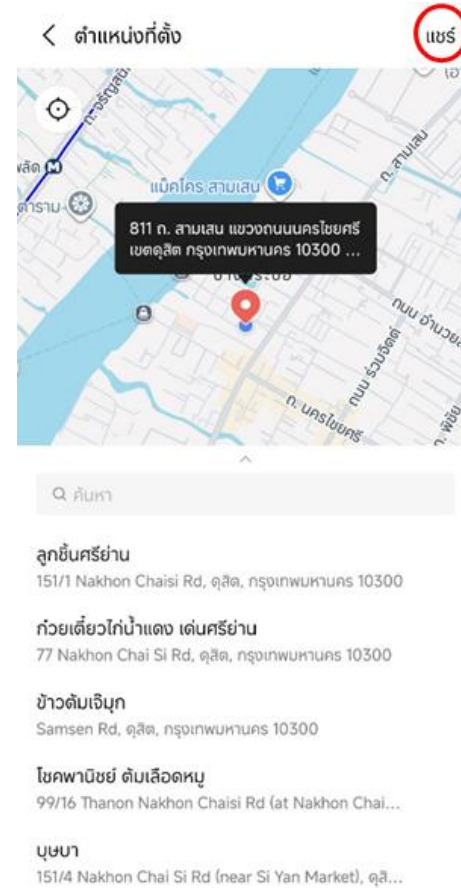 ตำแหน่งที่ตั้ง
แชร์
ถ.จรัญสนิ
ถ. สามเสน
แม็คโคร สามเสน
811 ถ. สามเสน แขวงถนนนครไชยศรี
เขตดุสิต กรุงเทพมหานคร 10300 ...
ถนน ร่วมจิตต์
ถ. นครไชยศรี
ถ. พิชัย
ค้นหา
ลูกชิ้นศรีย่าน
151/1 Nakhon Chaisi Rd, ดุสิต, กรุงเทพมหานคร 10300
ก๋วยเตี๋ยวไก่น้ำแดง เด่นศรีย่าน
77 Nakhon Chai Si Rd, ดุสิต, กรุงเทพมหานคร 10300
ข้าวต้มเจ๊มุก
Samsen Rd, ดุสิต, กรุงเทพมหานคร 10300
โชคพานิชย์ ต้มเลือดหมู
99/16 Thanon Nakhon Chaisi Rd (at Nakhon Chai...
บุษบา
151/4 Nakhon Chai Si Rd (near Si Yan Market), ดุสิ...